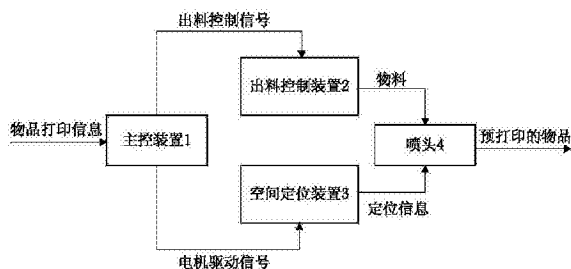 出料控制信号
出料控制装置2
物料
物品打印信息
主控装置1
喷头4
预打印的物品
空间定位装置3
定位信息
电机驱动信号